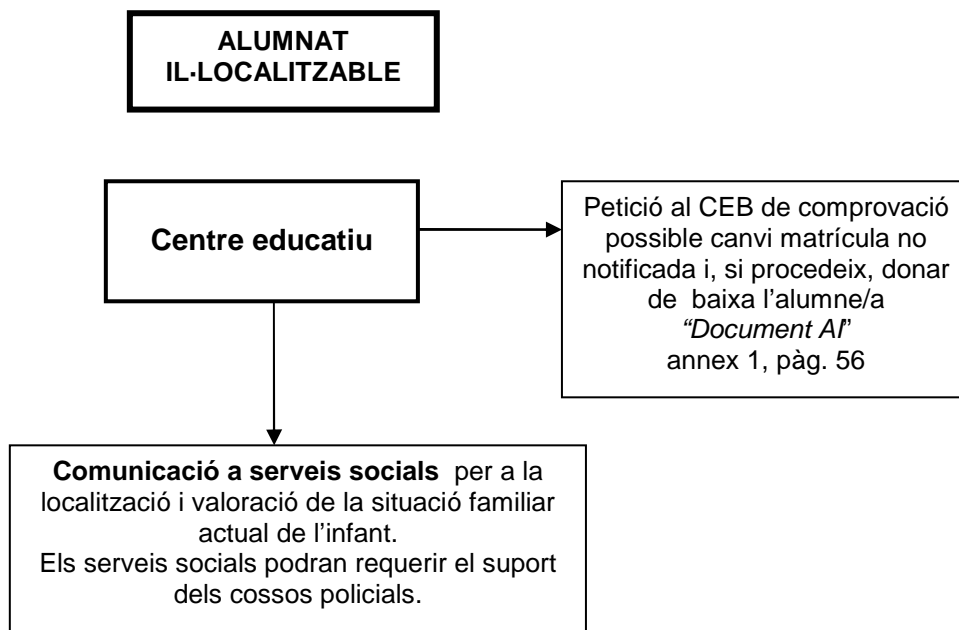 ALUMNAT
IL·LOCALITZABLE
Centre educatiu
Petició al CEB de comprovació
possible canvi matrícula no
notificada i, si procedeix, donar
de baixa l’alumne/a
“Document AI”
annex 1, pàg. 56
Comunicació a serveis socials per a la
localització i valoració de la situació familiar
actual de l’infant.
Els serveis socials podran requerir el suport
dels cossos policials.